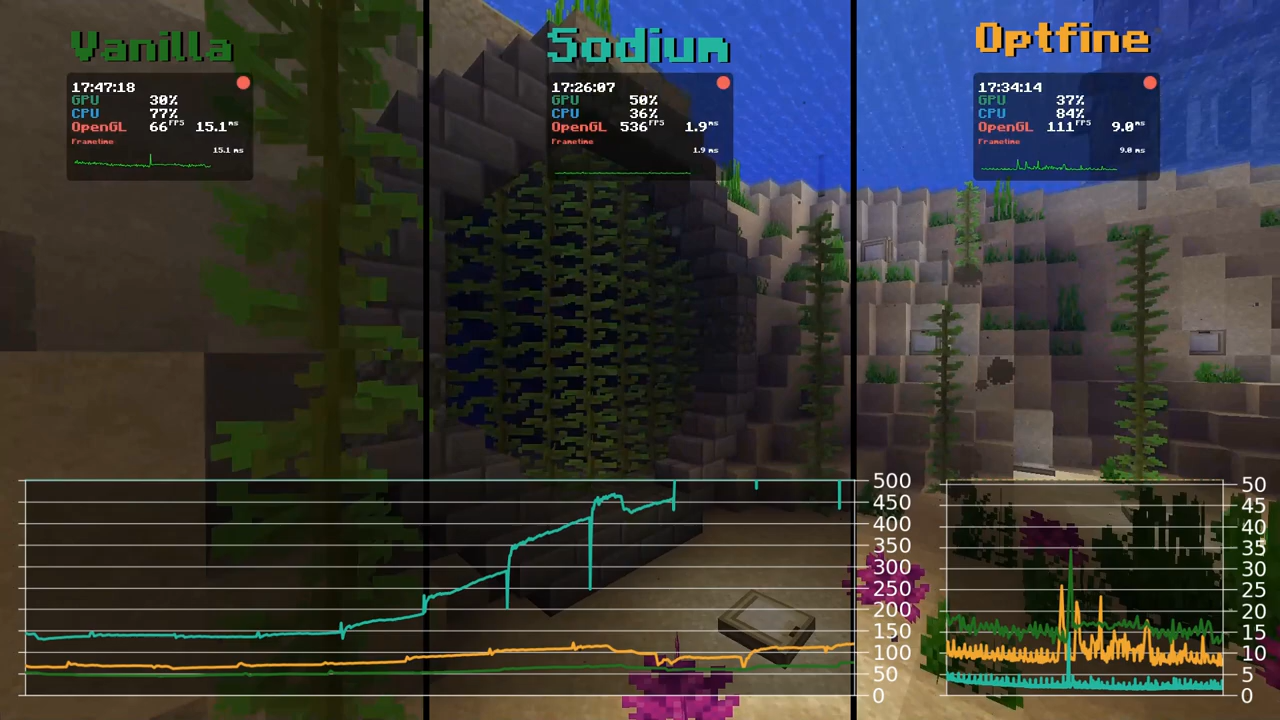 Vanilla
17:47:18
GPU 30%
CPU 77%
OpenGL 66 FPS 15.1 ms
Frametime
15.1 ms
Sodium
17:26:07
GPU 50%
CPU 36%
OpenGL 536 FPS 1.9 ms
Frametime
1.9 ms
Optfine
17:34:14
GPU 37%
CPU 84%
OpenGL 111 FPS 9.0 ms
Frametime
9.0 ms
500
450
400
350
300
250
200
150
100
50
0
50
45
40
35
30
25
20
15
10
5
0